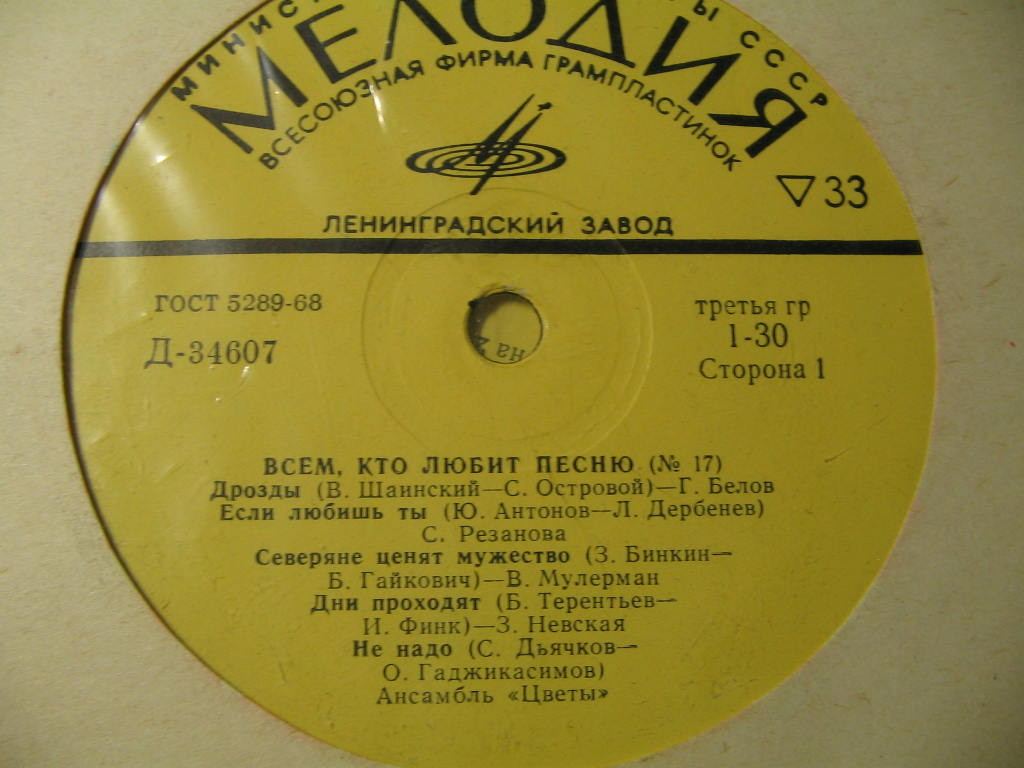 СССР
МЕЛОДИЯ
ВСЕСОЮЗНАЯ ФИРМА ГРАМПЛАСТИНОК
▽33
ЛЕНИНГРАДСКИЙ ЗАВОД
ГОСТ 5289-68
Д-34607
третья гр
1-30
Сторона 1
на
ВСЕМ, КТО ЛЮБИТ ПЕСНЮ (№ 17)
Дрозды (В. Шаинский—С. Островой)—Г. Белов
Если любишь ты (Ю. Антонов—Л. Дербенев)
С. Резанова
Северяне ценят мужество (З. Бинкин—
Б. Гайкович)—В. Мулерман
Дни проходят (Б. Терентьев—
И. Финк)—З. Невская
Не надо (С. Дьячков—
О. Гаджикасимов)
Ансамбль «Цветы»